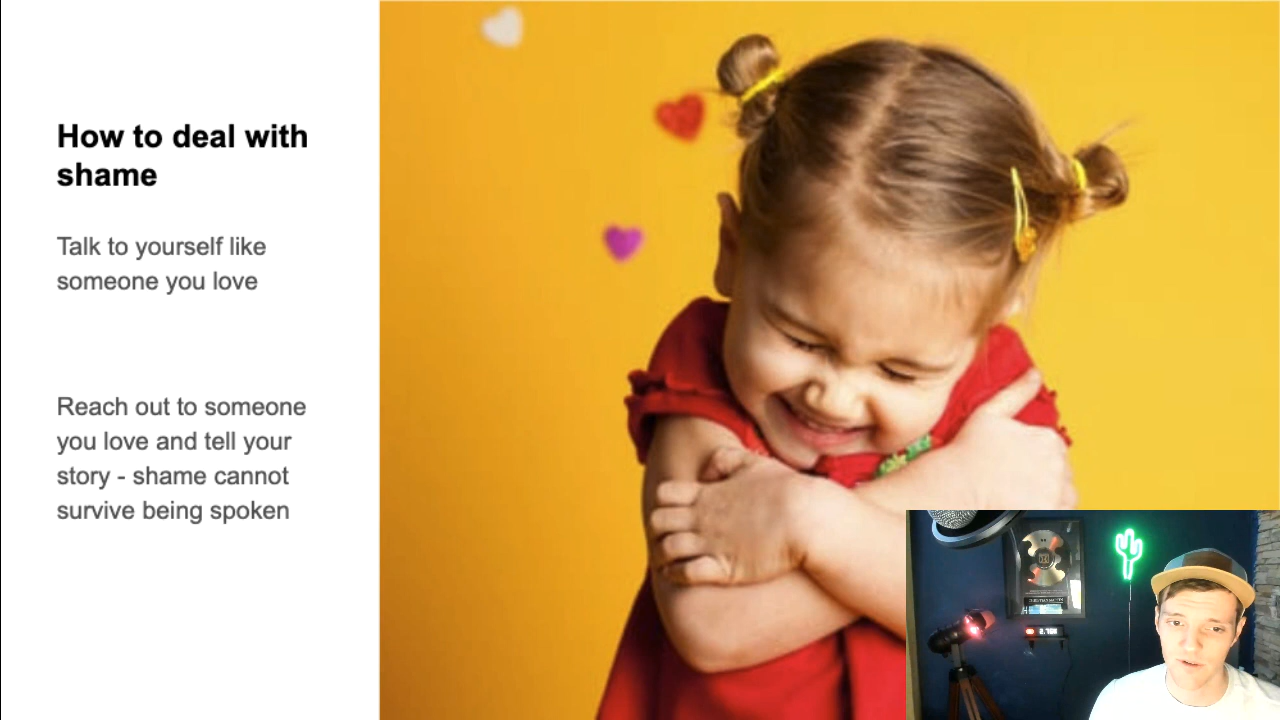 How to deal with
shame
Talk to yourself like
someone you love
Reach out to someone
you love and tell your
story - shame cannot
survive being spoken